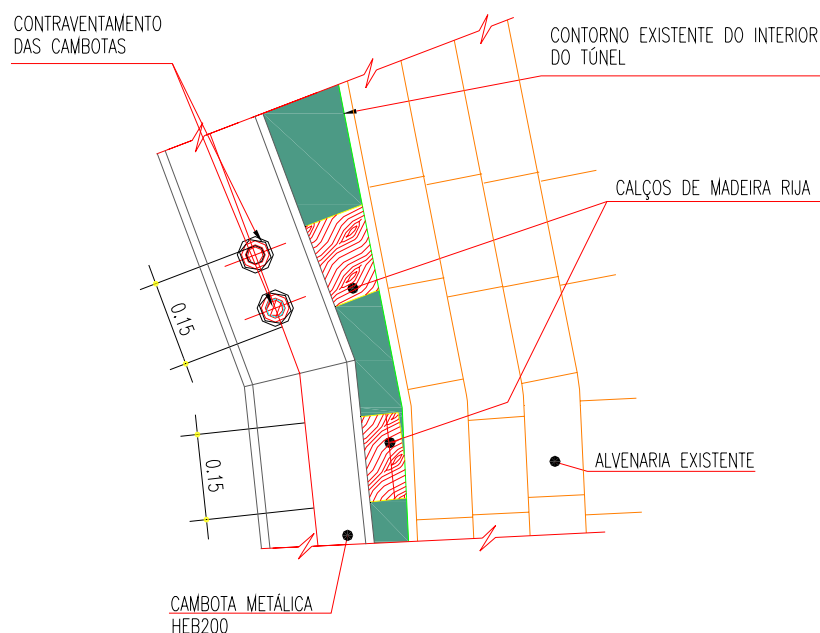 CONTRAVENTAMENTO
DAS CAMBOTAS
CONTORNO EXISTENTE DO INTERIOR
DO TÚNEL
CALÇOS DE MADEIRA RIJA
0.15
0.15
ALVENARIA EXISTENTE
CAMBOTA METÁLICA
HEB200